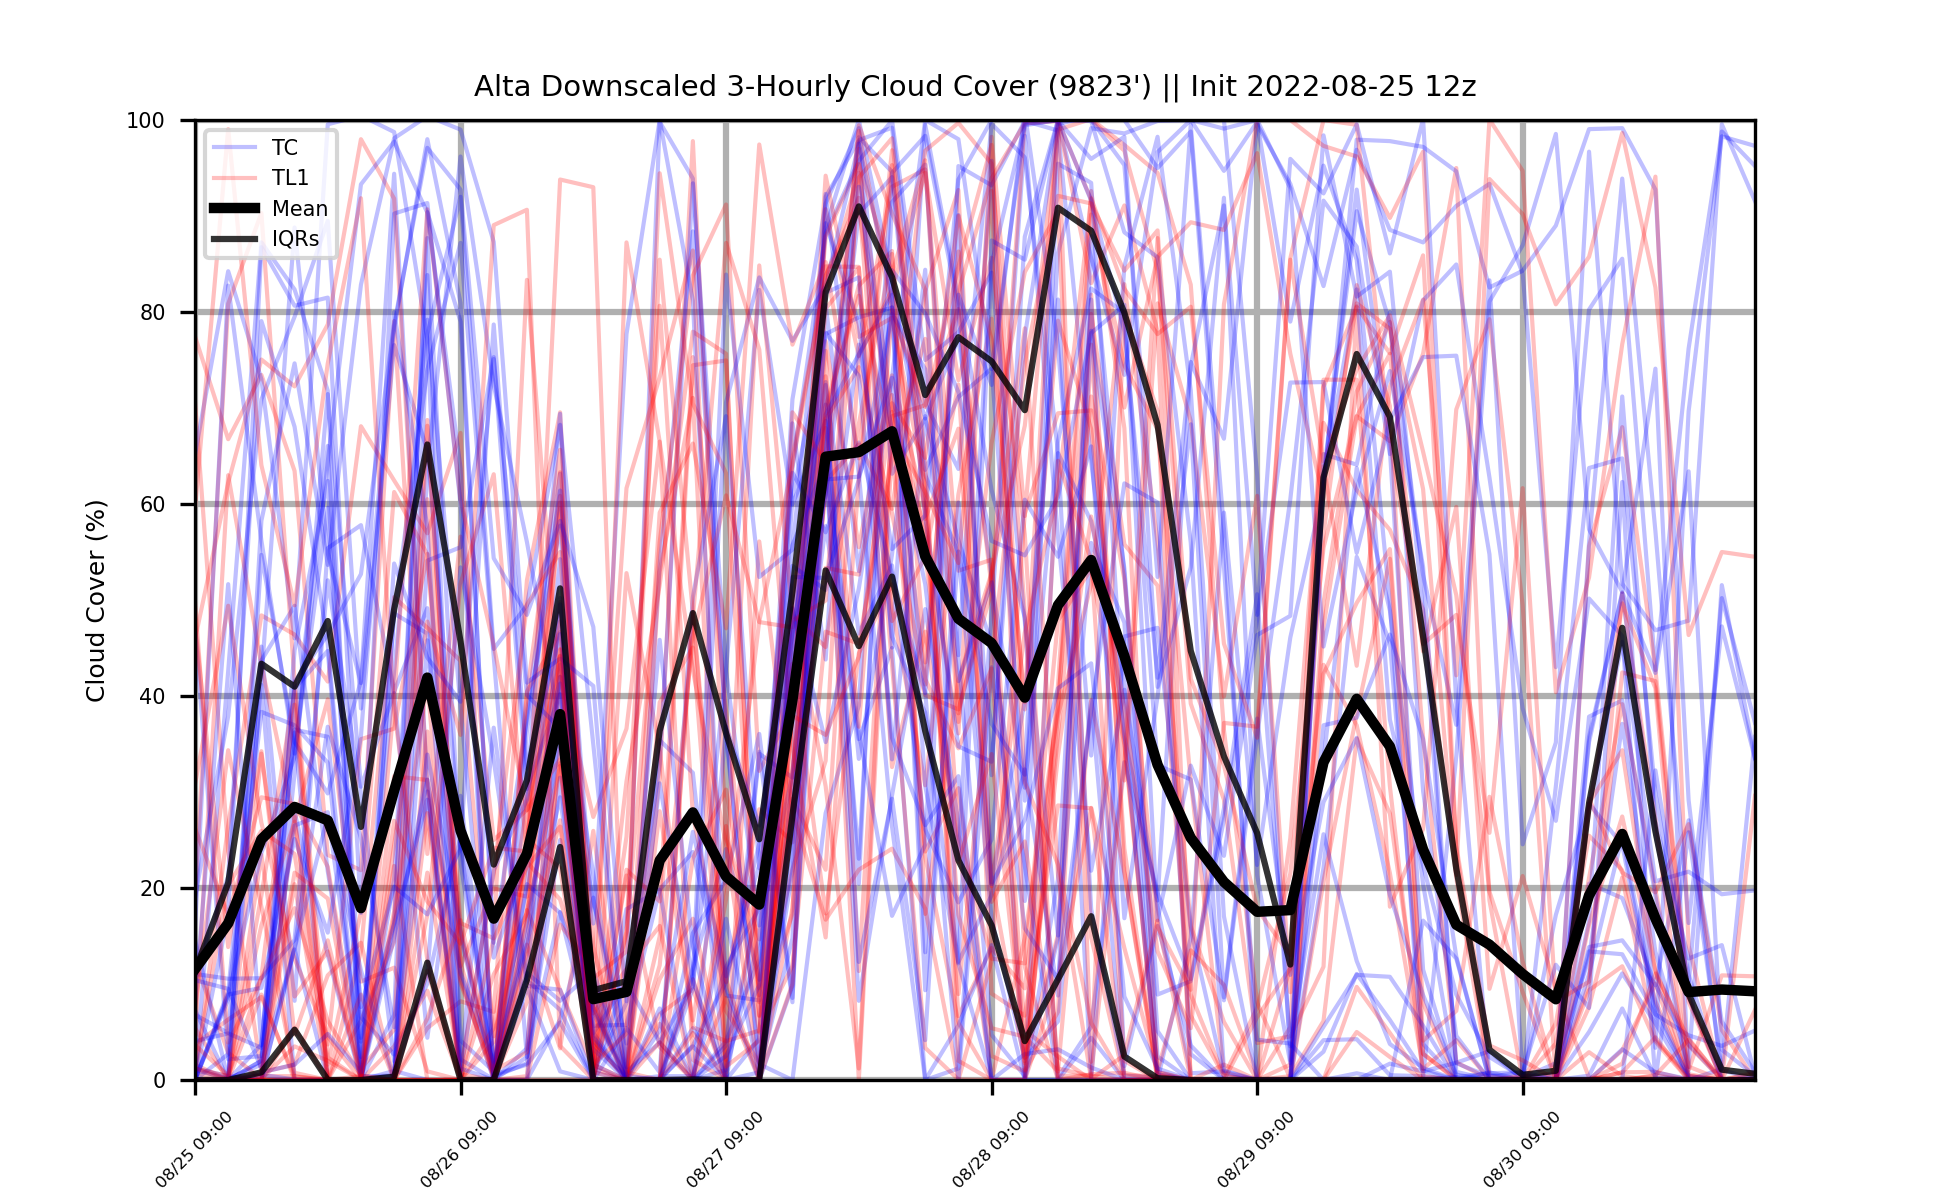 Alta Downscaled 3-Hourly Cloud Cover (9823') || Init 2022-08-25 12z
100
80
60
40
20
0
Cloud Cover (%)
TC
TL1
Mean
IQRs
08/25 09:00
08/26 09:00
08/27 09:00
08/28 09:00
08/29 09:00
08/30 09:00